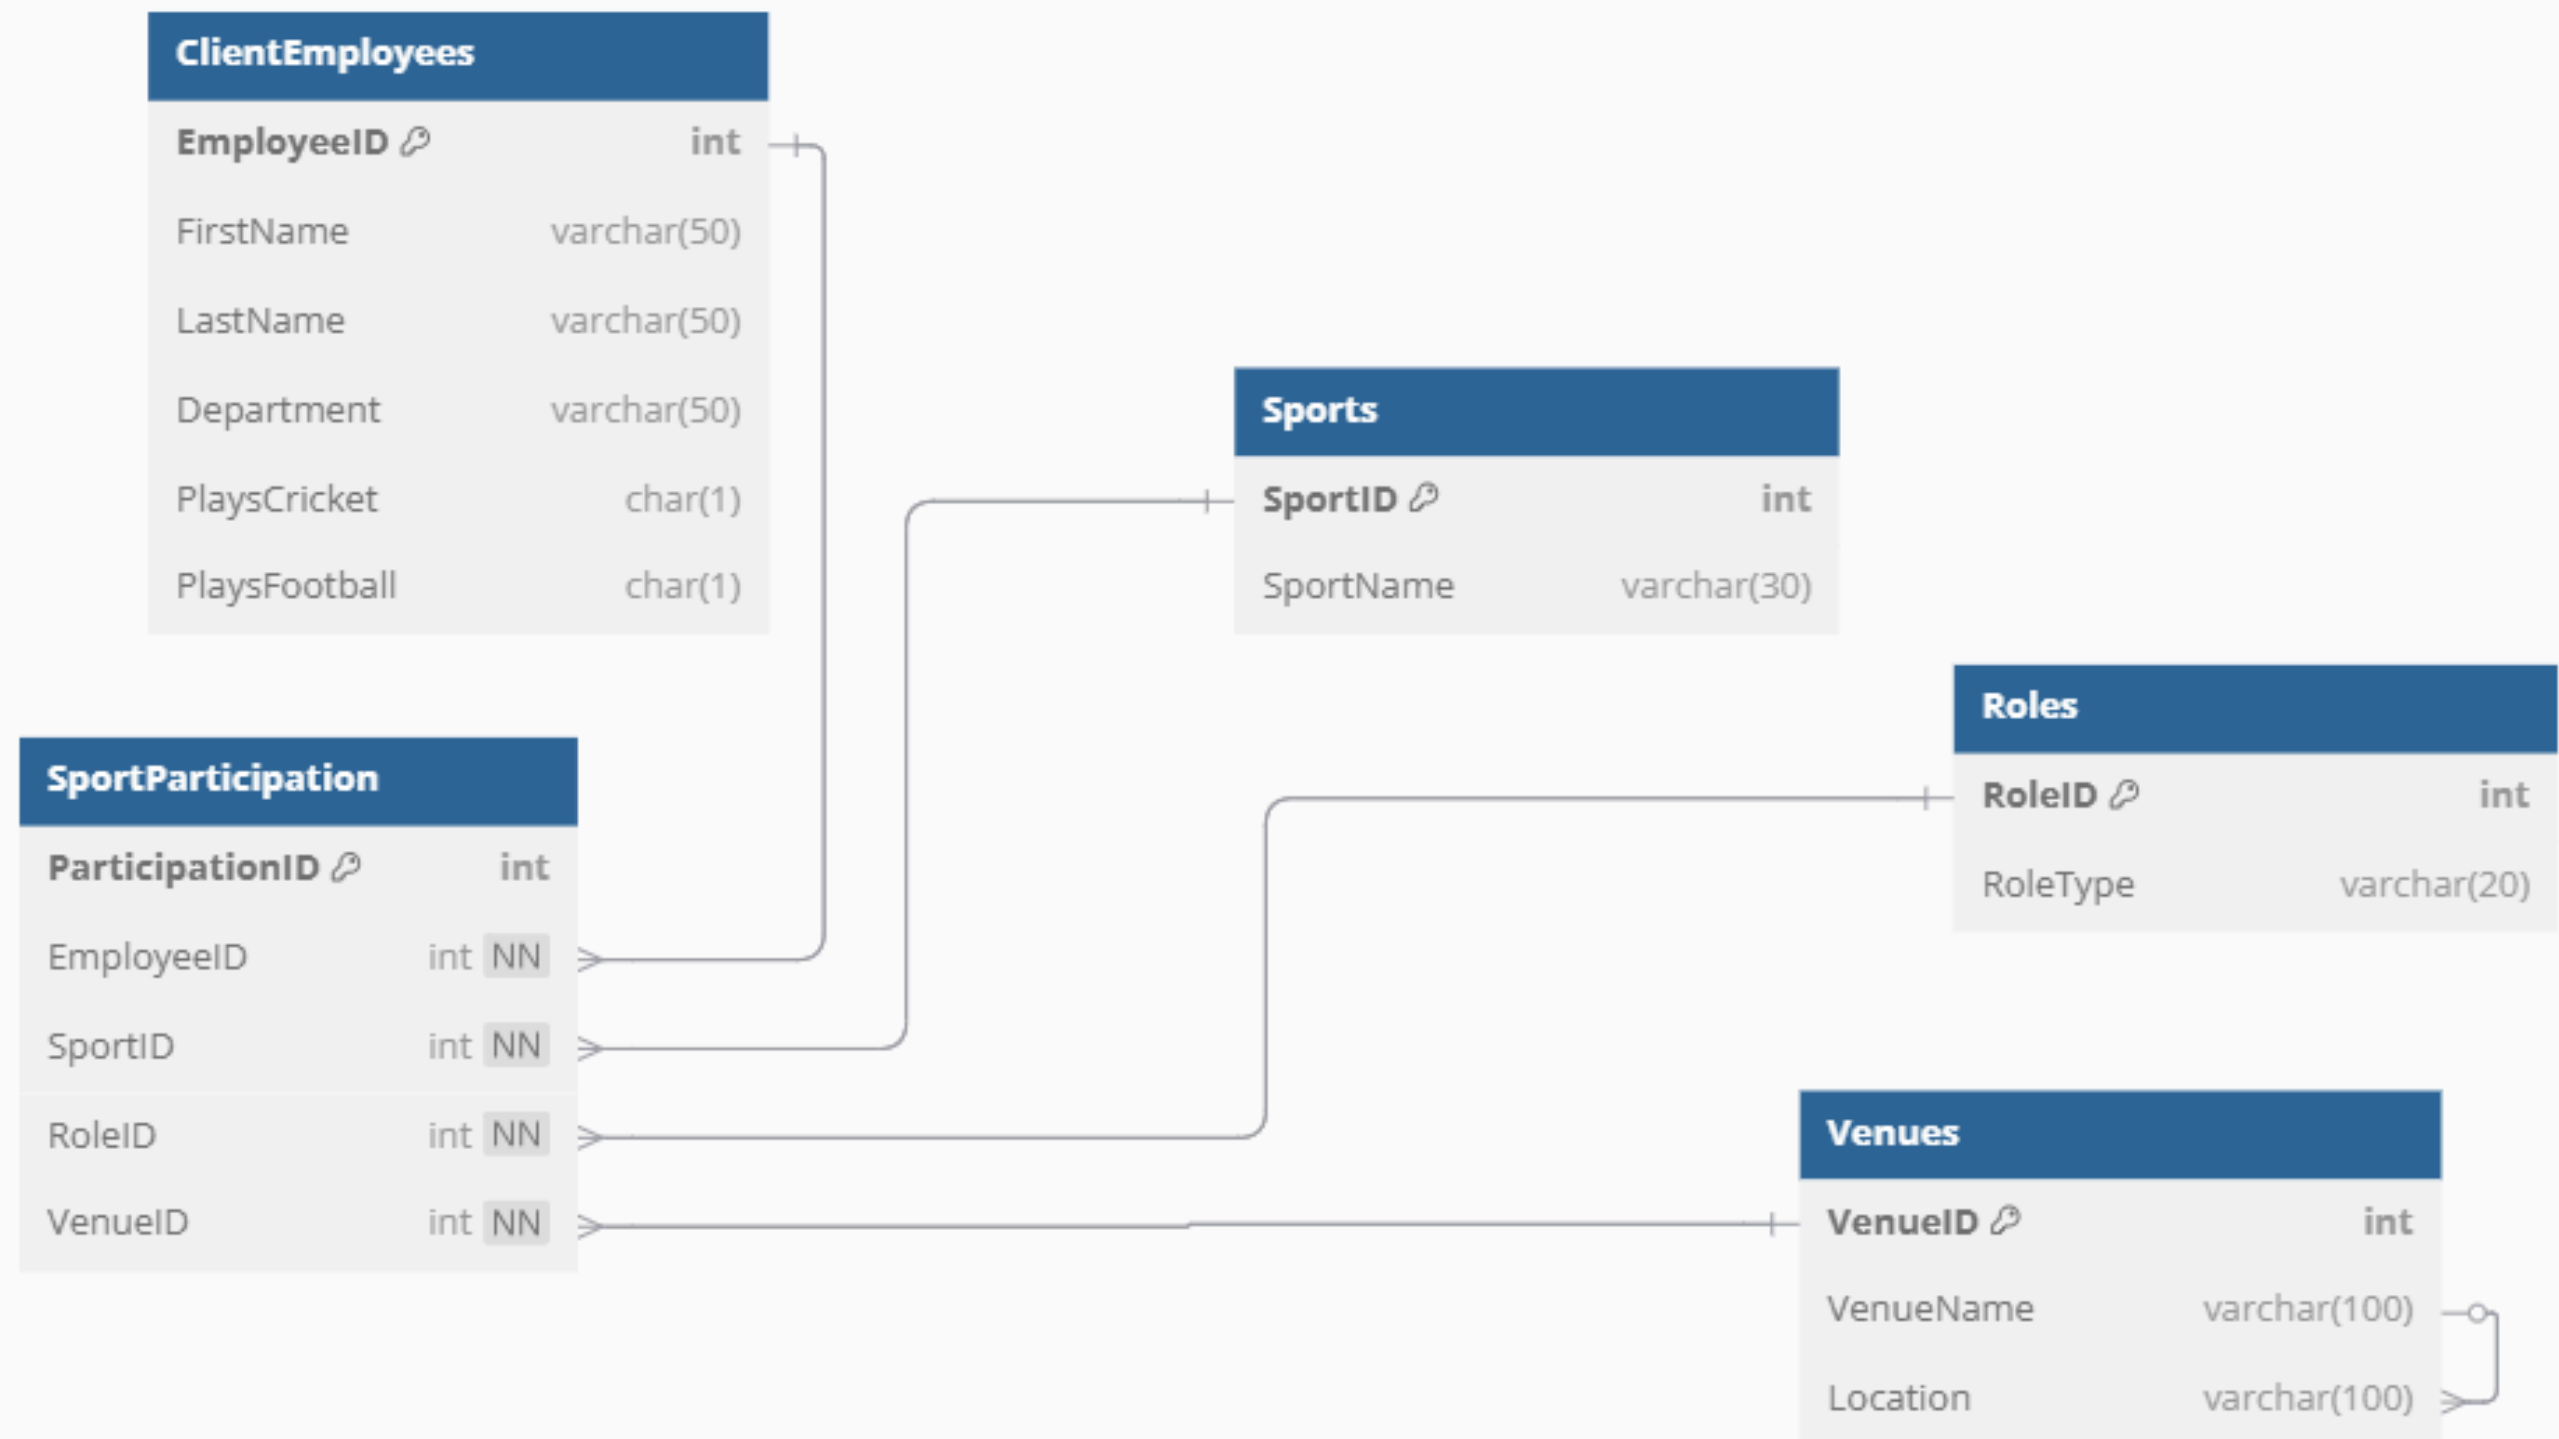 ClientEmployees
EmployeeID int
FirstName varchar(50)
LastName varchar(50)
Department varchar(50)
PlaysCricket char(1)
PlaysFootball char(1)
Sports
SportID int
SportName varchar(30)
Roles
RoleID int
RoleType varchar(20)
SportParticipation
ParticipationID int
EmployeeID int NN
SportID int NN
RoleID int NN
VenueID int NN
Venues
VenueID int
VenueName varchar(100)
Location varchar(100)